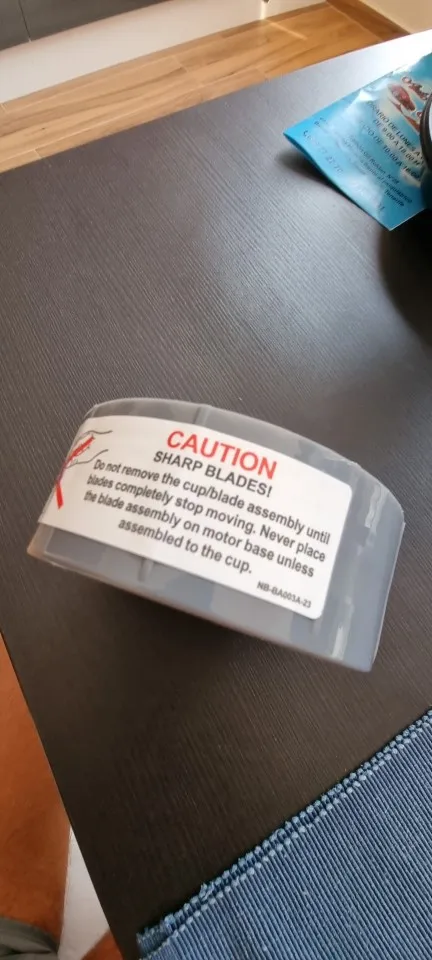 CAUTION
SHARP BLADES!
Do not remove the cup/blade assembly until
blades completely stop moving. Never place
the blade assembly on motor base unless
assembled to the cup.
NB-BA003A-23